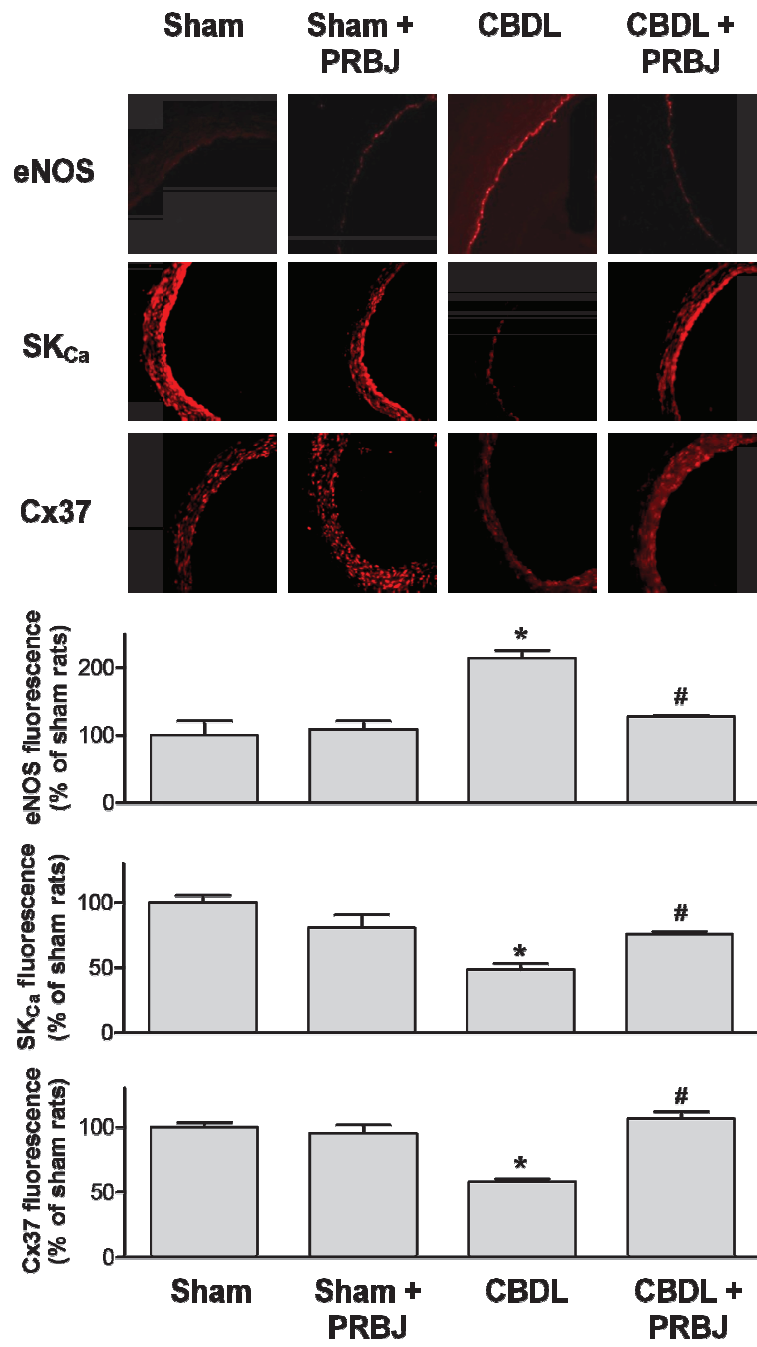 Sham
Sham +
PRBJ
CBDL
CBDL +
PRBJ
eNOS
SKCa
Cx37
eNOS fluorescence
(% of sham rats)
200
100
0
*
#
SKCa fluorescence
(% of sham rats)
100
50
0
*
#
Cx37 fluorescence
(% of sham rats)
100
50
0
*
#
Sham
Sham +
PRBJ
CBDL
CBDL +
PRBJ